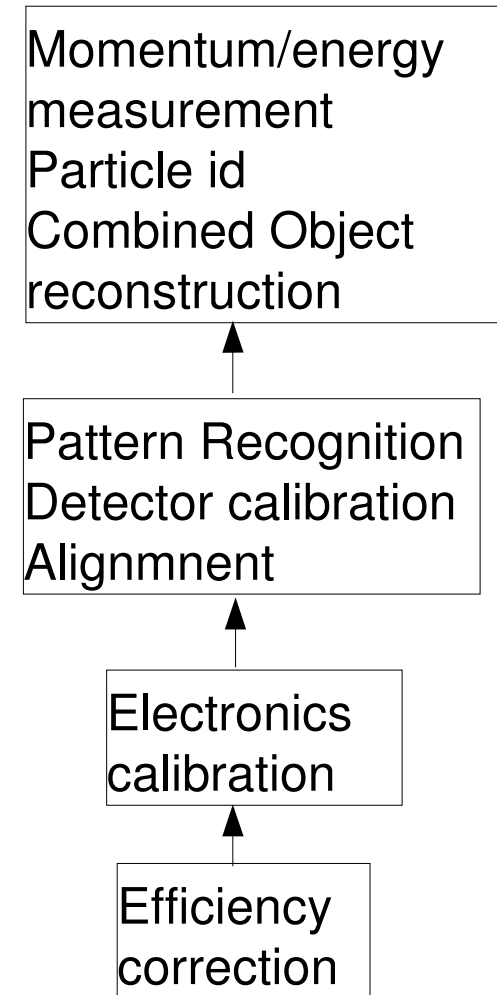 Momentum/energy
measurement
Particle id
Combined Object
reconstruction
Pattern Recognition
Detector calibration
Alignmnent
Electronics
calibration
Efficiency
correction